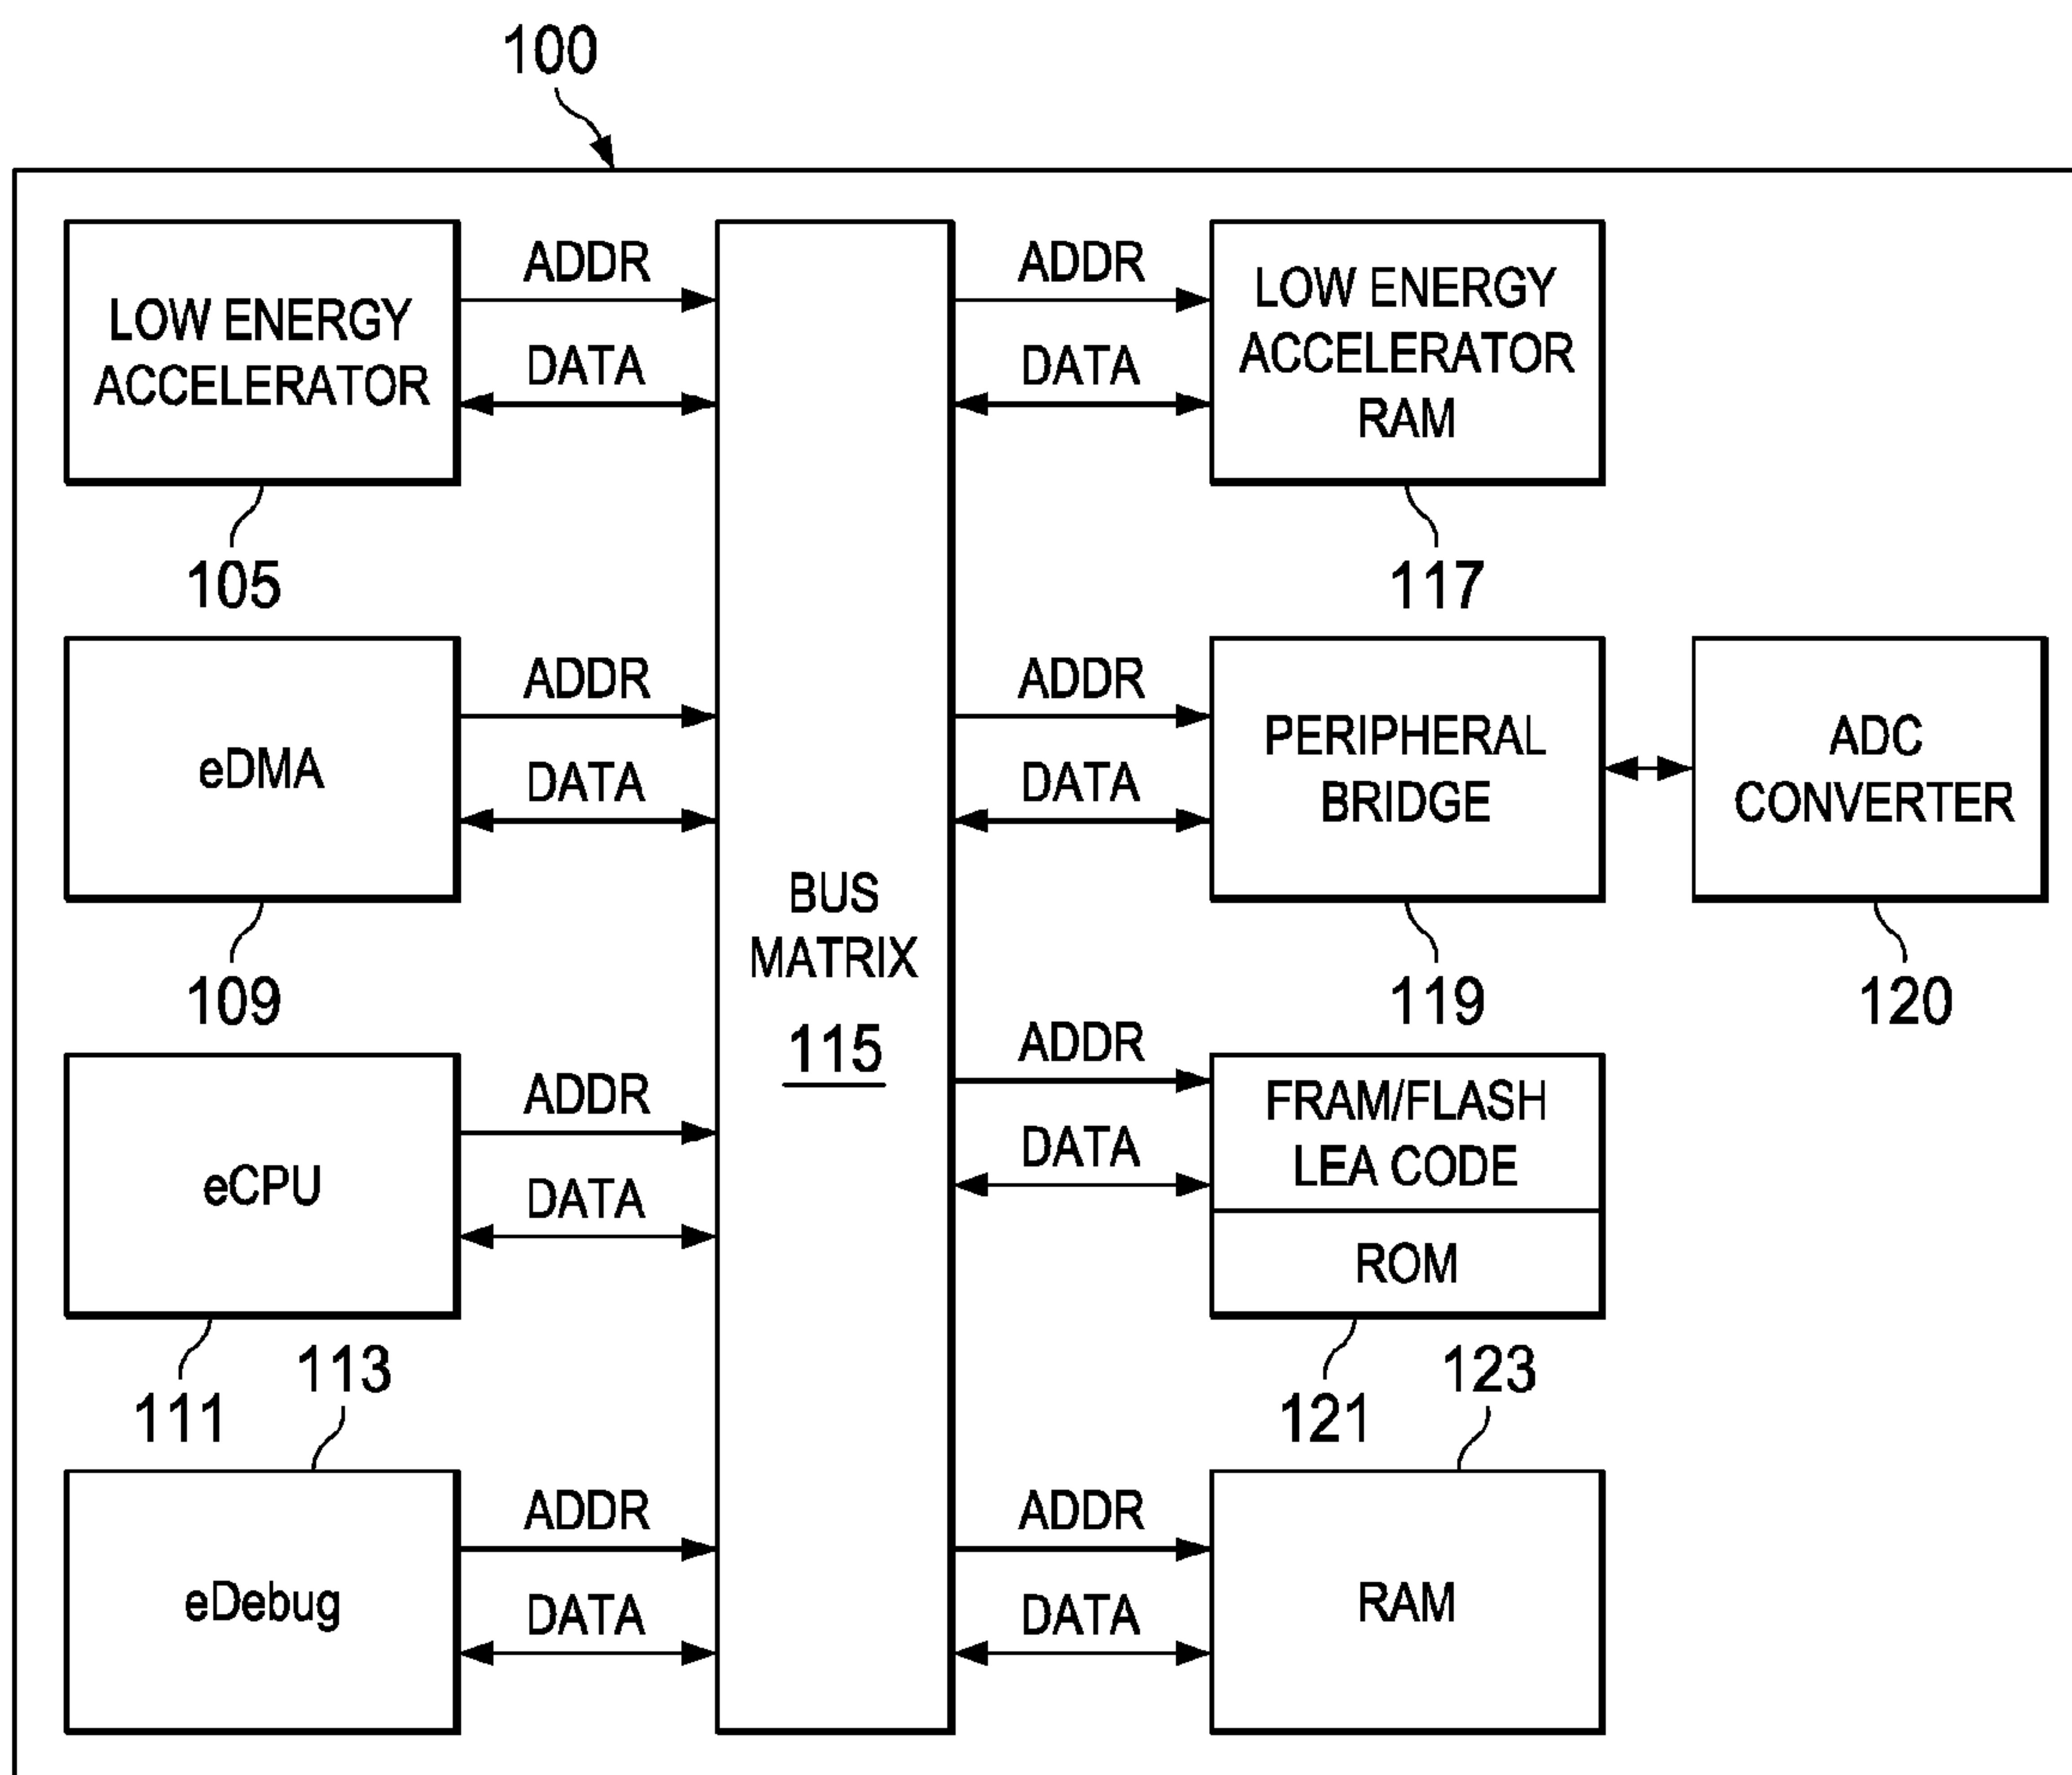 100
LOW ENERGY
ACCELERATOR
105
ADDR
DATA
ADDR
DATA
LOW ENERGY
ACCELERATOR
RAM
117
eDMA
109
ADDR
DATA
BUS
MATRIX
115
ADDR
DATA
PERIPHERAL
BRIDGE
119
ADC
CONVERTER
120
eCPU
111
ADDR
DATA
ADDR
DATA
FRAM/FLASH
LEA CODE
ROM
121
113
eDebug
ADDR
DATA
ADDR
DATA
123
RAM